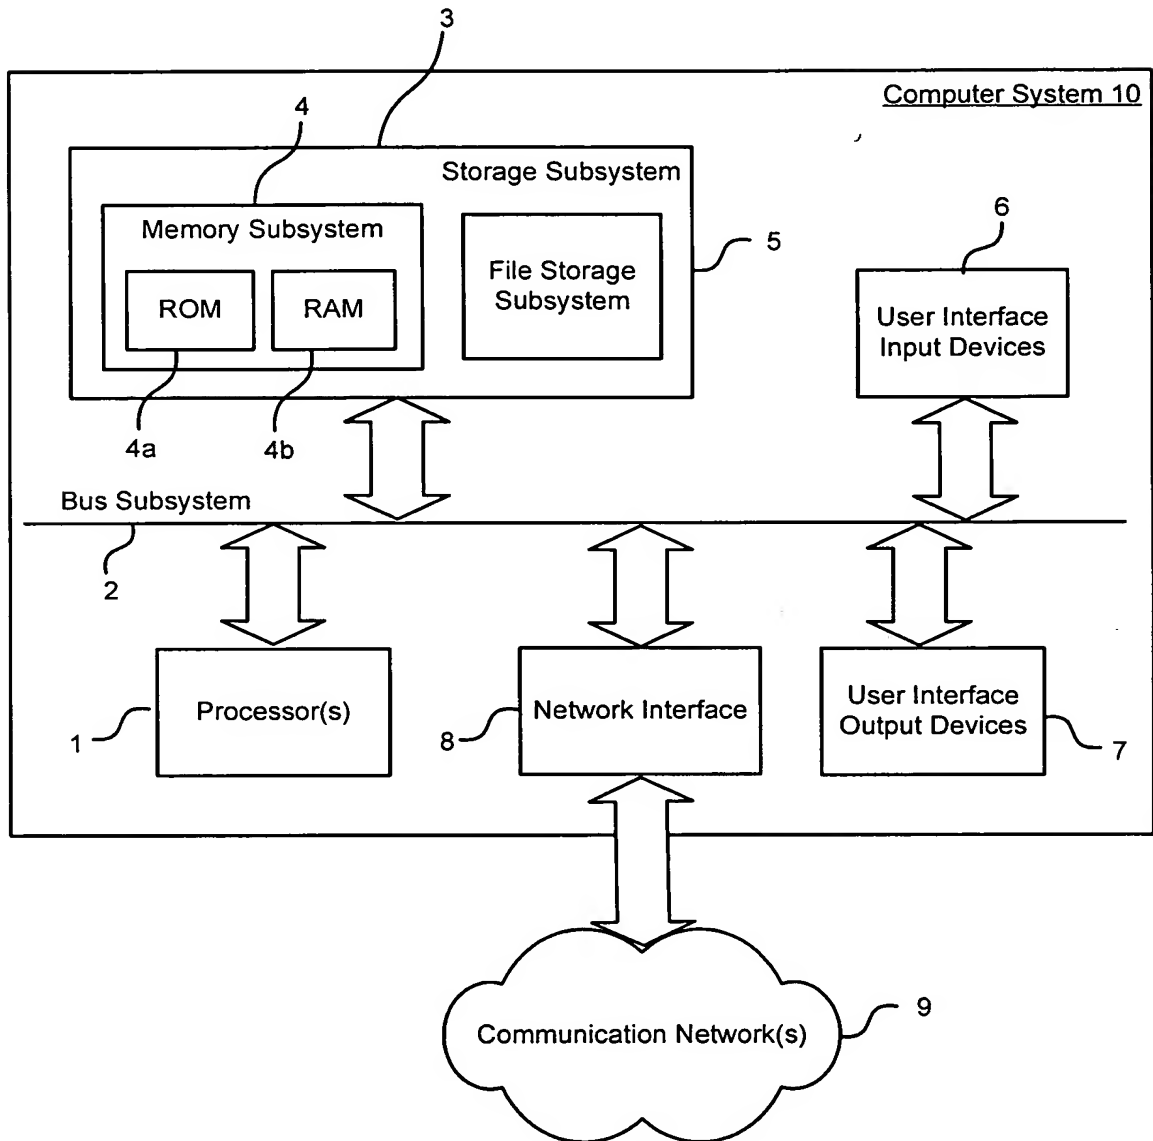 3
Computer System 10
4
Storage Subsystem
Memory Subsystem
ROM
RAM
File Storage
Subsystem
5
6
User Interface
Input Devices
4a
4b
Bus Subsystem
2
Processor(s)
1
Network Interface
8
User Interface
Output Devices
7
Communication Network(s)
9